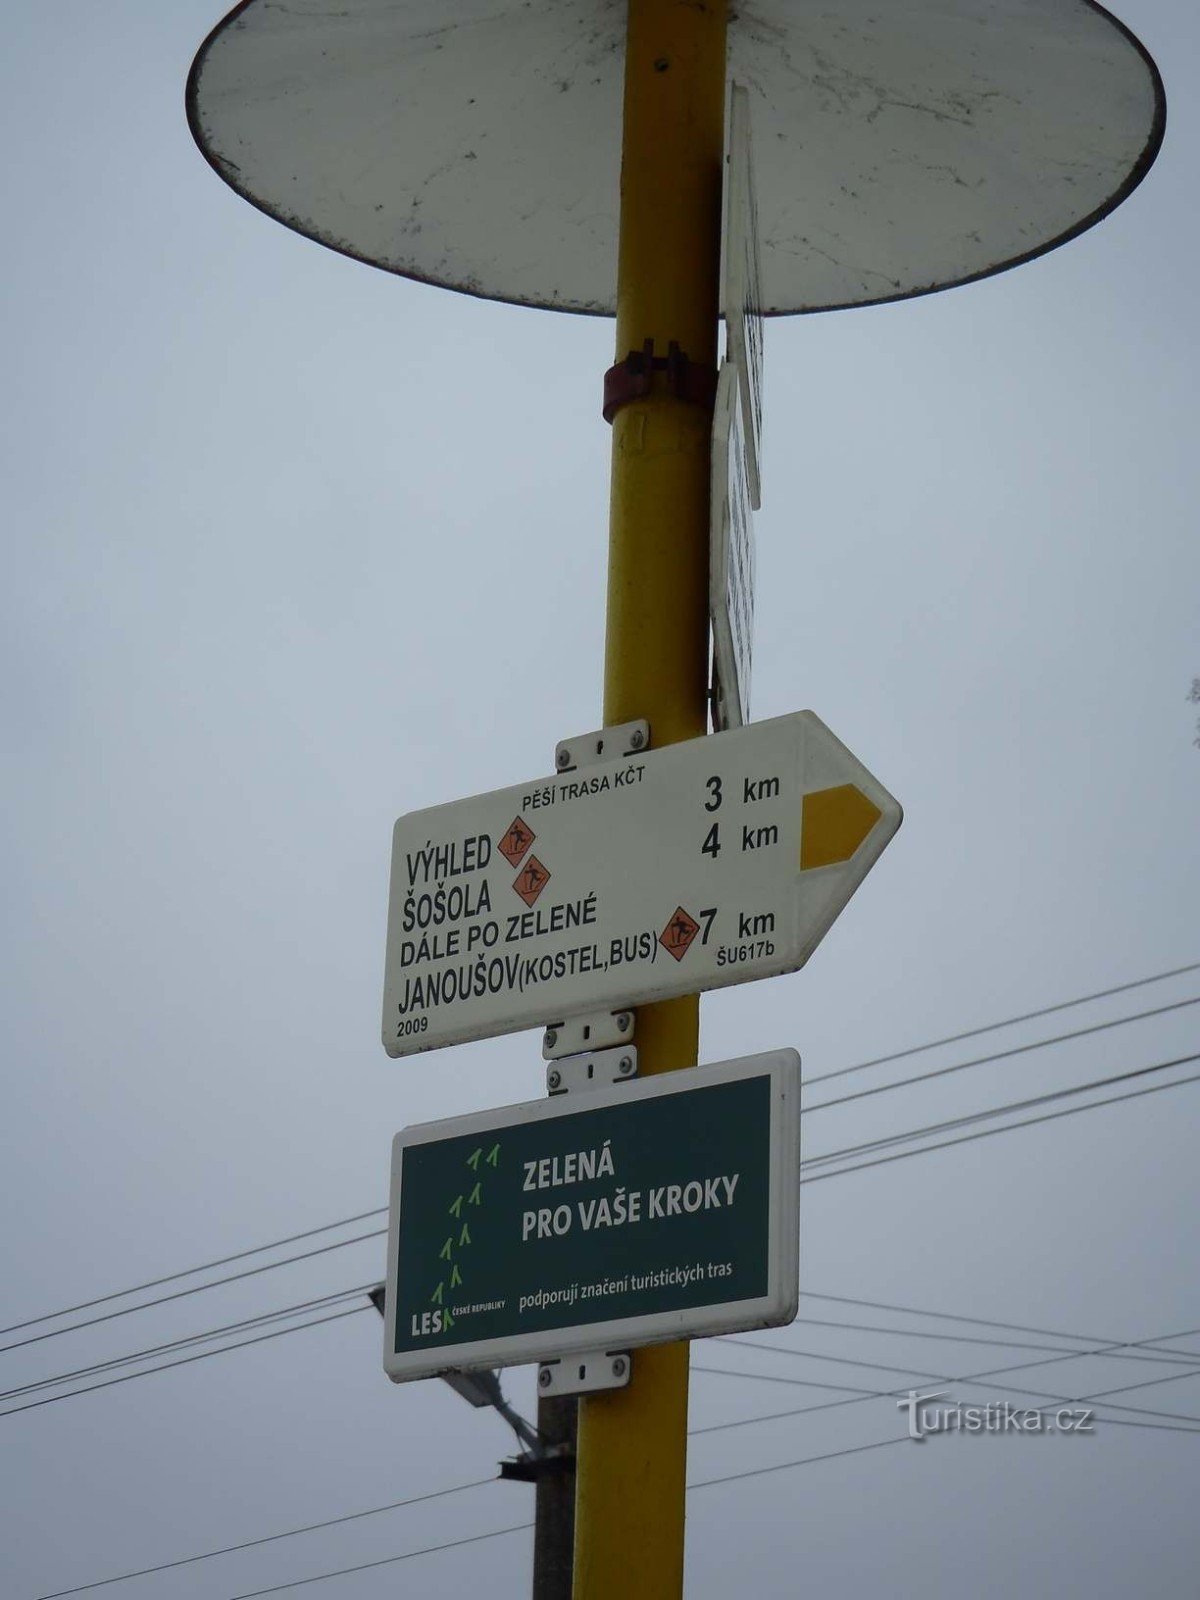 PĚŠÍ TRASA KČT
VÝHLED 3 km
ŠOŠOLA 4 km
DÁLE PO ZELENÉ
JANOUŠOV(KOSTEL,BUS) 7 km
2009 ŠU617b
ZELENÁ
PRO VAŠE KROKY
LESY ČESKÉ REPUBLIKY podporují značení turistických tras
Turistika.cz